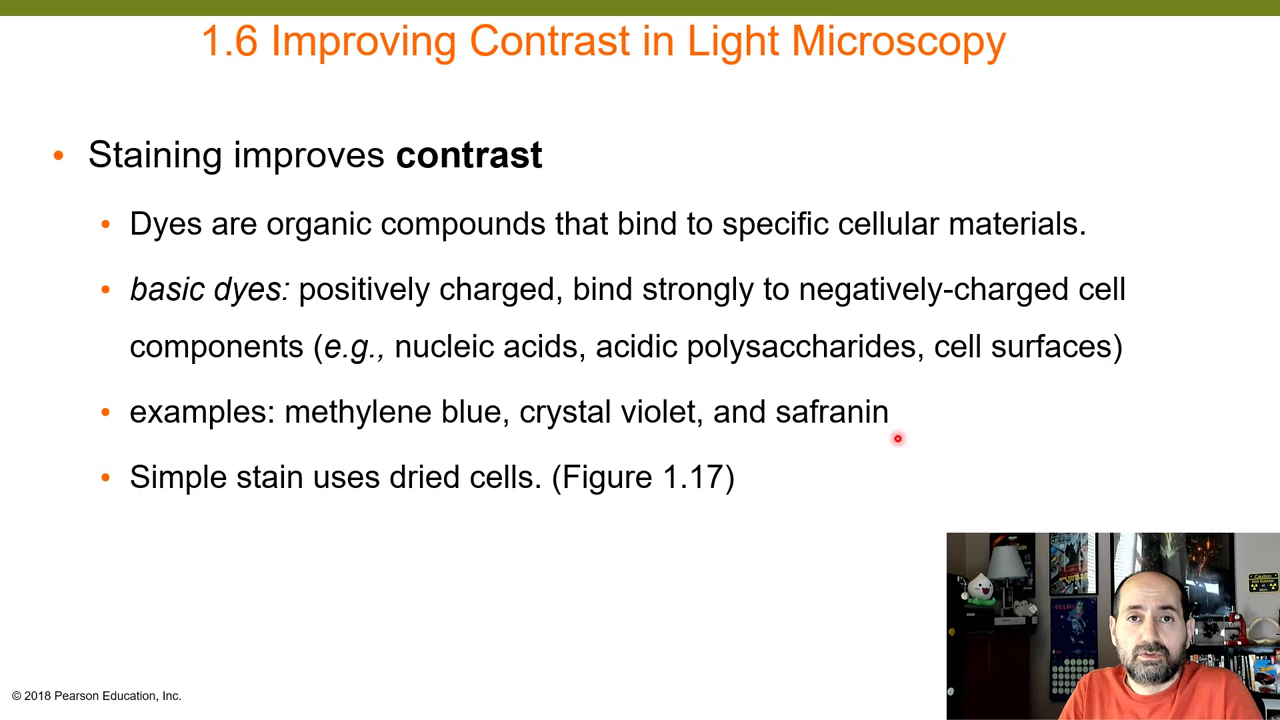 1.6 Improving Contrast in Light Microscopy
• Staining improves contrast
• Dyes are organic compounds that bind to specific cellular materials.
• basic dyes: positively charged, bind strongly to negatively-charged cell
components (e.g., nucleic acids, acidic polysaccharides, cell surfaces)
• examples: methylene blue, crystal violet, and safranin
• Simple stain uses dried cells. (Figure 1.17)
© 2018 Pearson Education, Inc.
Caution